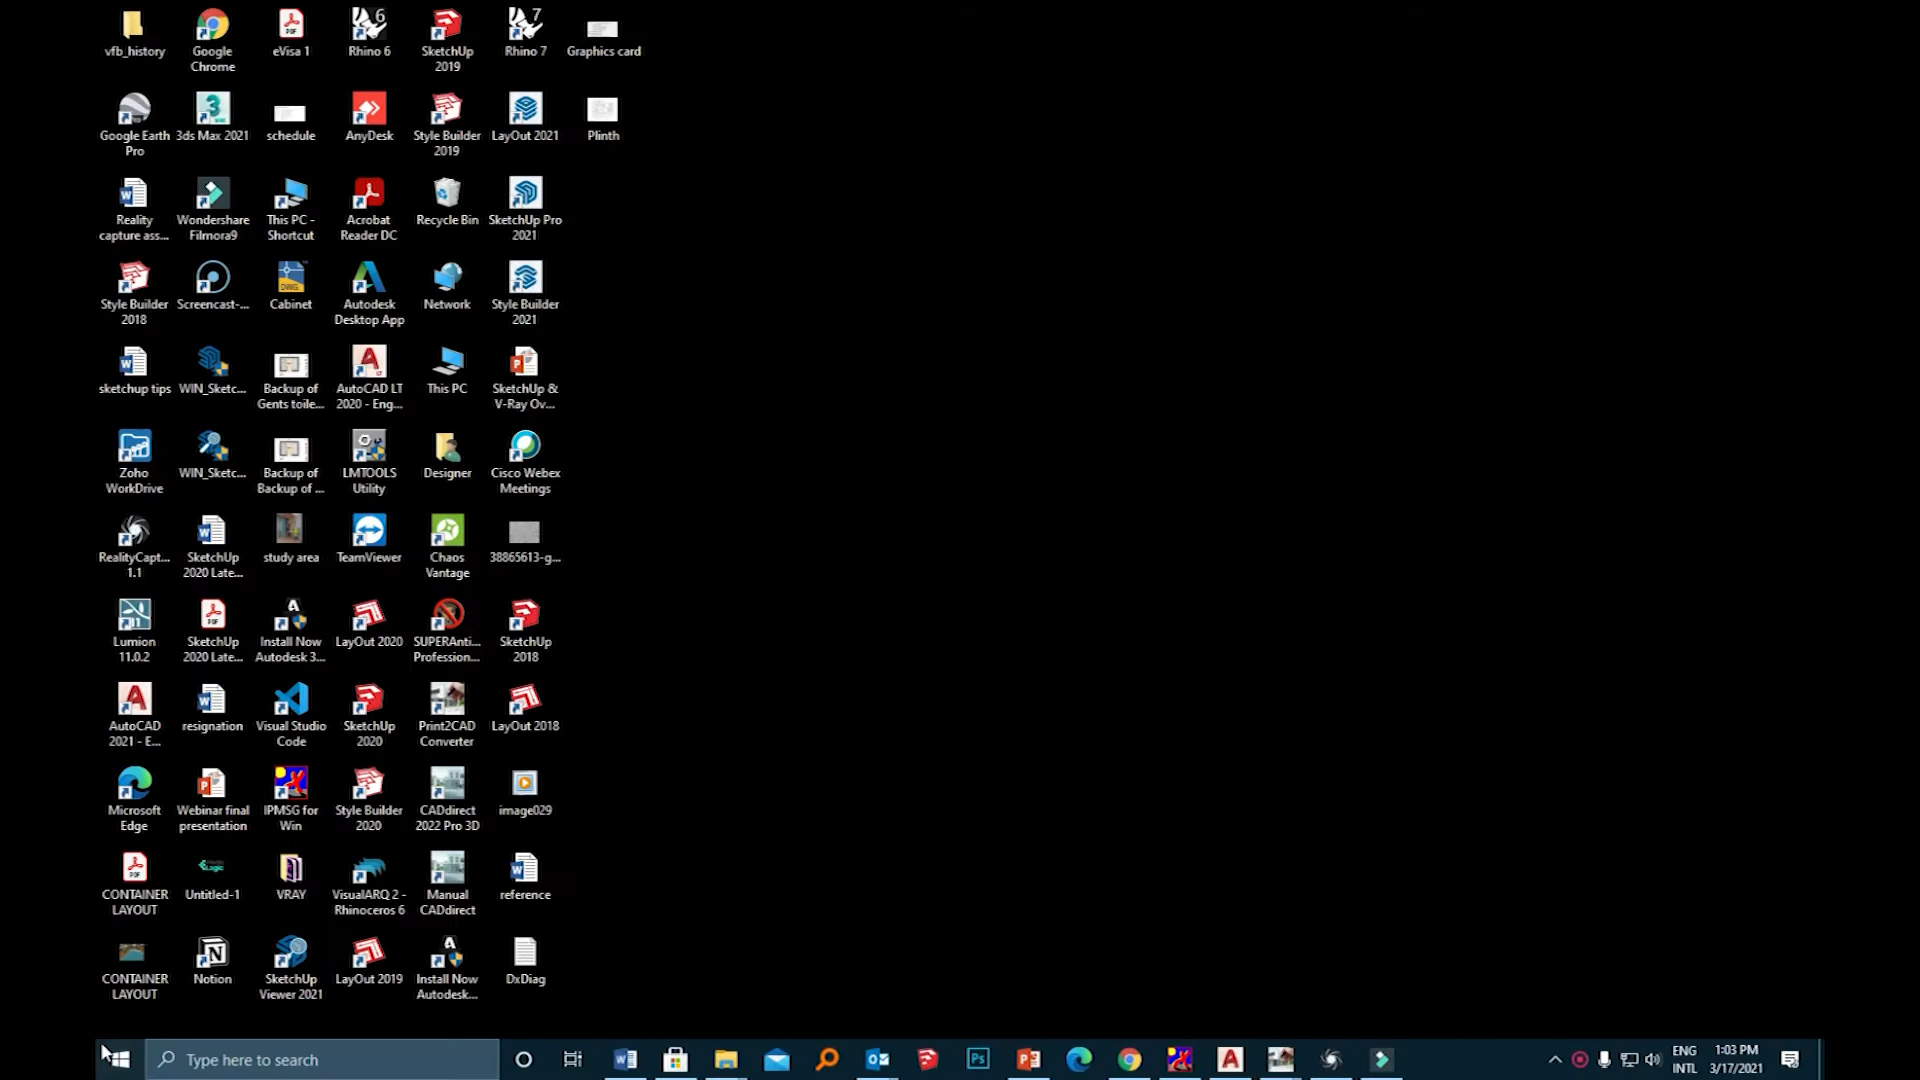 vfb_history
Google
Chrome
eVisa 1
Rhino 6
SketchUp
2019
Rhino 7
Graphics card
Google Earth
Pro
3ds Max 2021
schedule
AnyDesk
Style Builder
2019
LayOut 2021
Plinth
Reality
capture ass...
Wondershare
Filmora9
This PC -
Shortcut
Acrobat
Reader DC
Recycle Bin
SketchUp Pro
2021
Style Builder
2018
Screencast-...
Cabinet
Autodesk
Desktop App
Network
Style Builder
2021
sketchup tips
WIN_Sketc...
Backup of
Gents toile...
AutoCAD LT
2020 - Eng...
This PC
SketchUp &
V-Ray Ov...
Zoho
WorkDrive
WIN_Sketc...
Backup of
Backup of ...
LMTOOLS
Utility
Designer
Cisco Webex
Meetings
RealityCapt...
1.1
SketchUp
2020 Late...
study area
TeamViewer
Chaos
Vantage
38865613-g...
Lumion
11.0.2
SketchUp
2020 Late...
Install Now
Autodesk 3...
LayOut 2020
SUPERAnti...
Profession...
SketchUp
2018
AutoCAD
2021 - E...
resignation
Visual Studio
Code
SketchUp
2020
Print2CAD
Converter
LayOut 2018
Microsoft
Edge
Webinar final
presentation
IPMSG for
Win
Style Builder
2020
CADdirect
2022 Pro 3D
image029
CONTAINER
LAYOUT
Untitled-1
VRAY
VisualARQ 2 -
Rhinoceros 6
Manual
CADdirect
reference
CONTAINER
LAYOUT
Notion
SketchUp
Viewer 2021
LayOut 2019
Install Now
Autodesk...
DxDiag
Type here to search
ENG
INTL
1:03 PM
3/17/2021